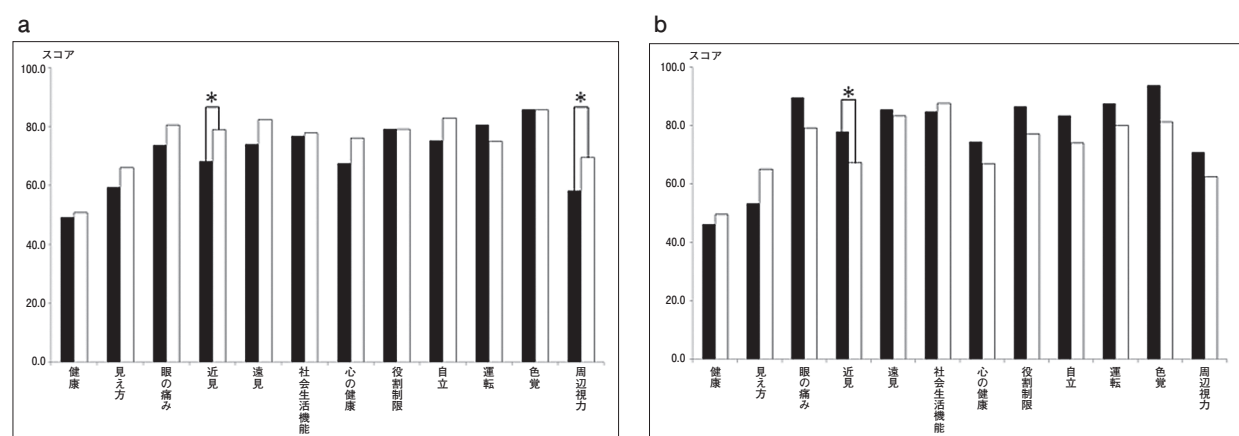 a
スコア
100.0
80.0
60.0
40.0
20.0
0.0
*
*
健康
見え方
眼の痛み
近見
遠見
社会生活機能
心の健康
役割制限
自立
運転
色覚
周辺視力
b
スコア
100.0
80.0
60.0
40.0
20.0
0.0
*
健康
見え方
眼の痛み
近見
遠見
社会生活機能
心の健康
役割制限
自立
運転
色覚
周辺視力